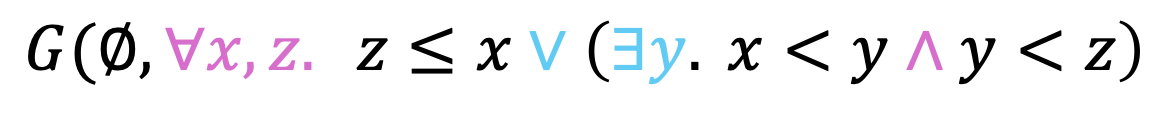 G(∅, ∀x, z. z ≤ x ∨ (∃y. x < y ∧ y < z)